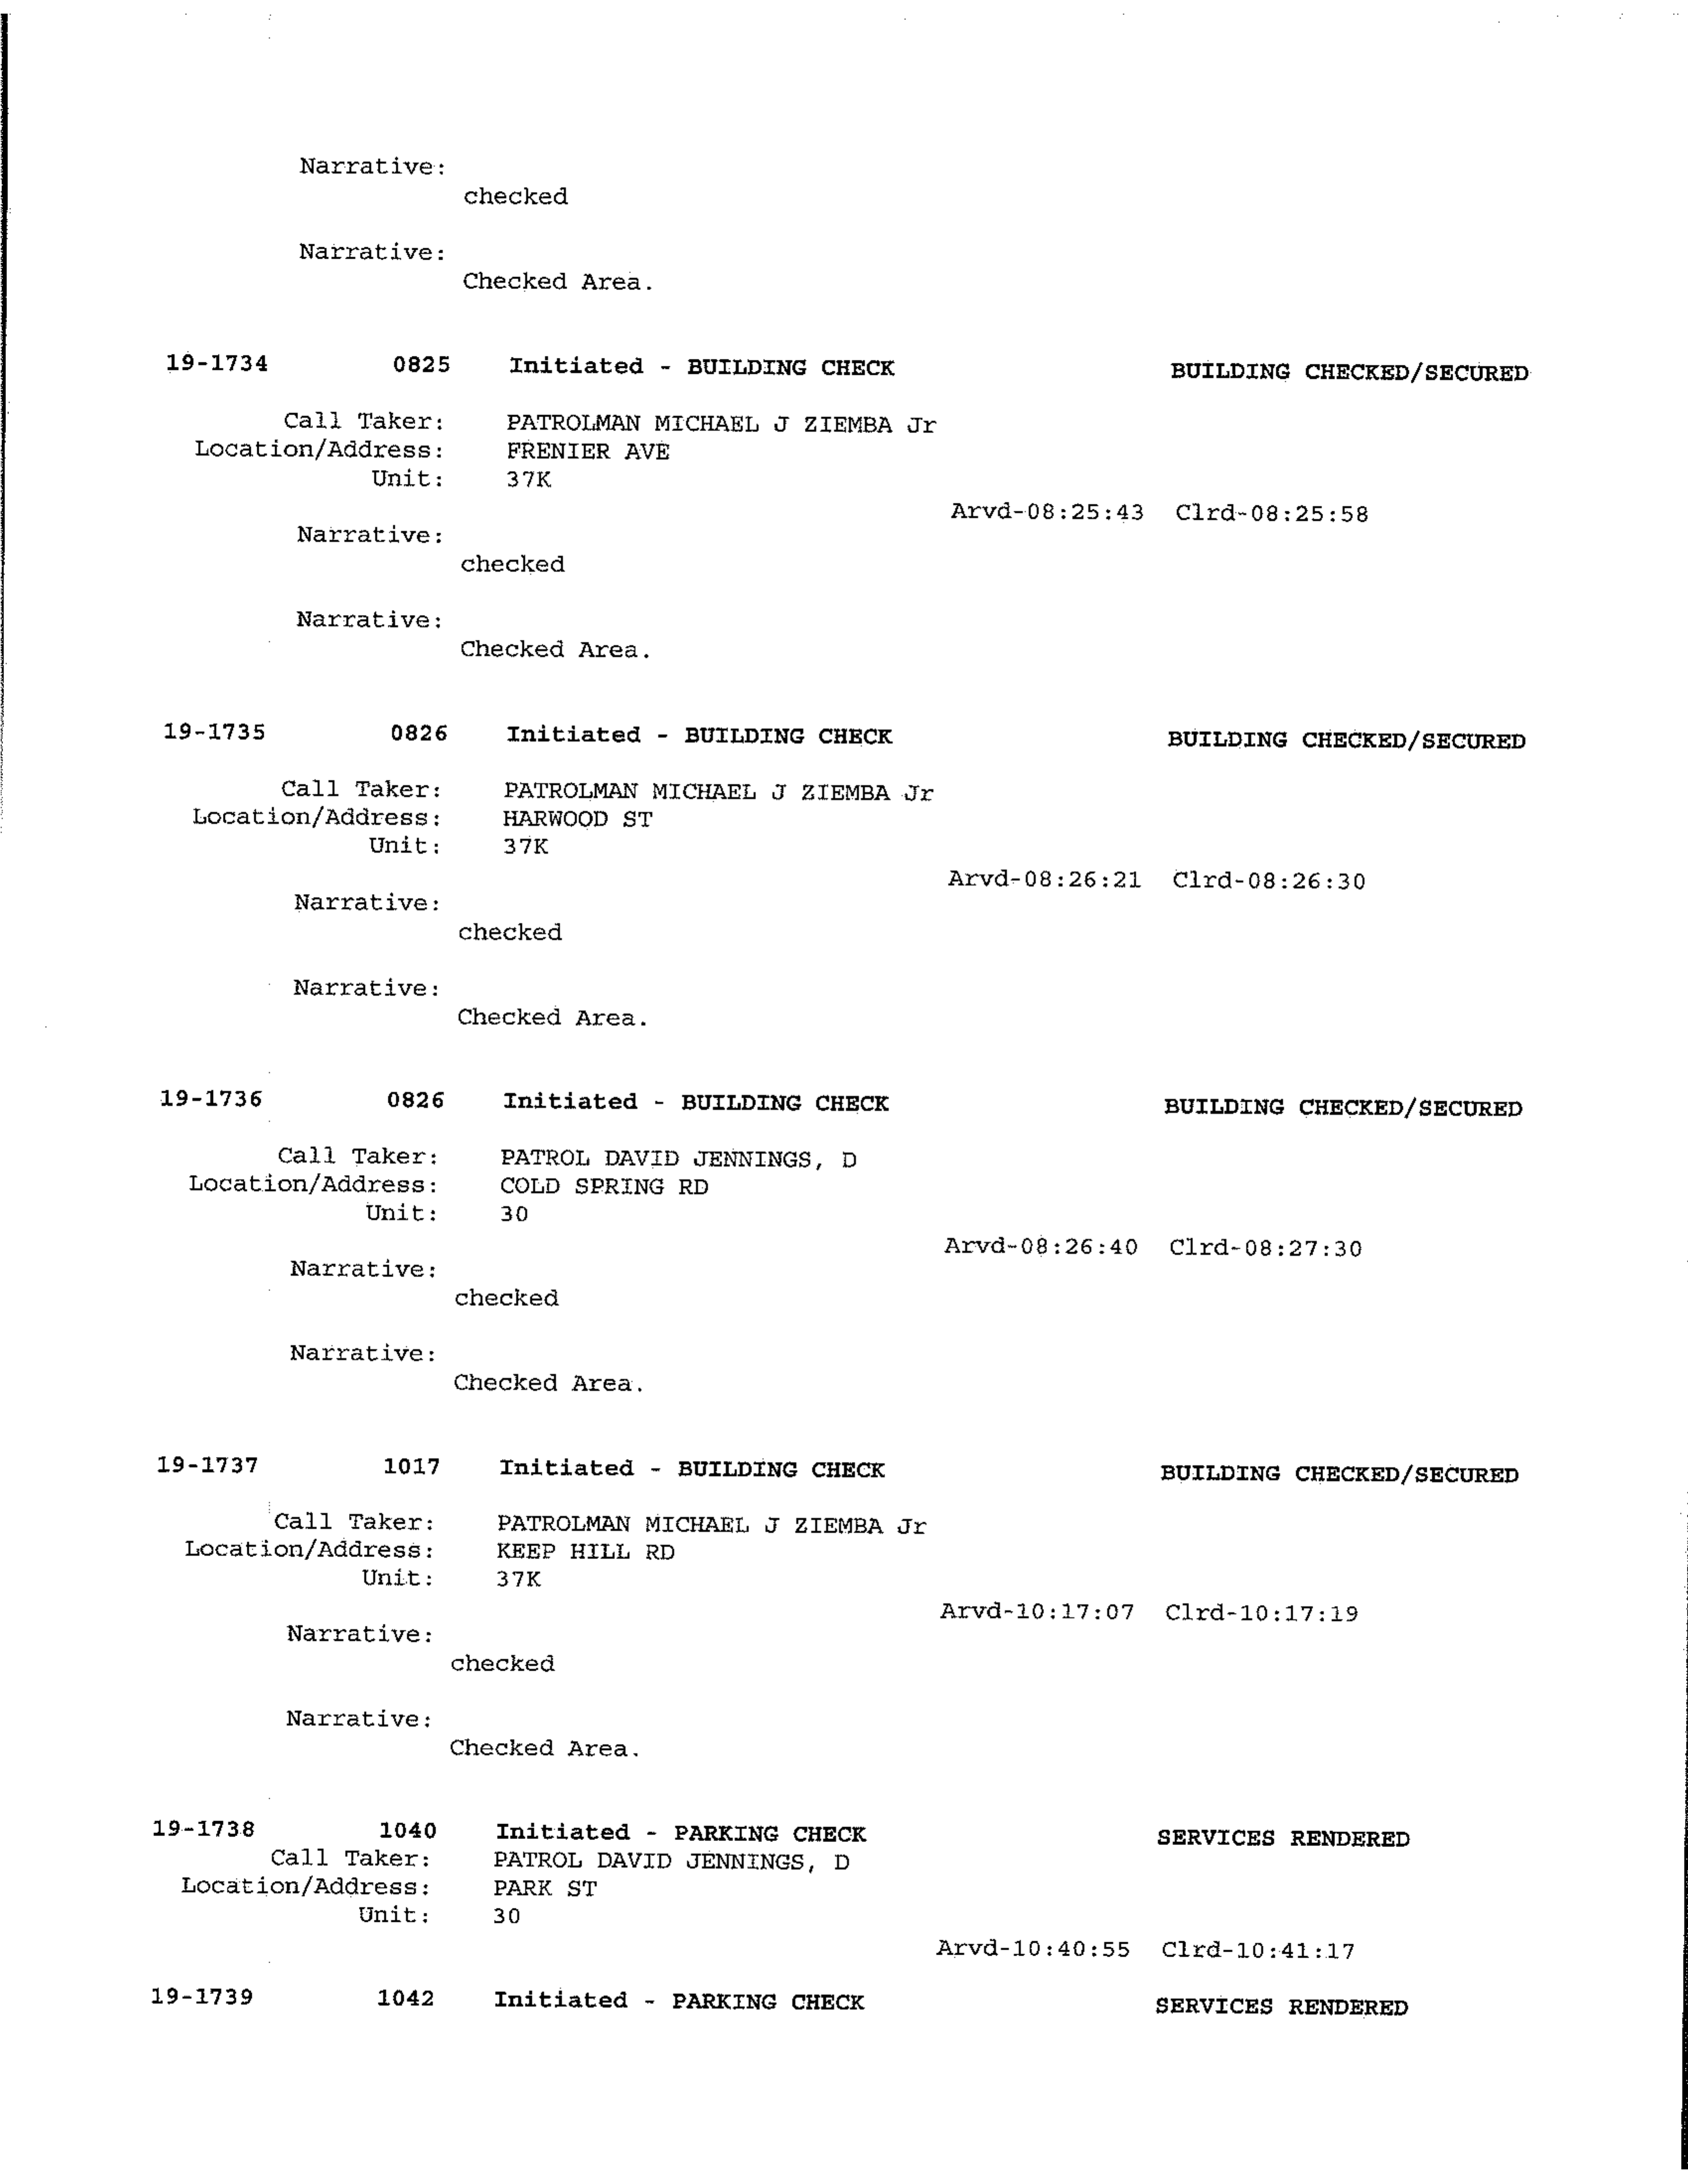 Narrative:
checked
Narrative:
Checked Area.
19-1734 0825 Initiated - BUILDING CHECK BUILDING CHECKED/SECURED
Call Taker: PATROLMAN MICHAEL J ZIEMBA Jr
Location/Address: FRENIER AVE
Unit: 37K
Arvd-08:25:43 Clrd-08:25:58
Narrative:
checked
Narrative:
Checked Area.
19-1735 0826 Initiated - BUILDING CHECK BUILDING CHECKED/SECURED
Call Taker: PATROLMAN MICHAEL J ZIEMBA Jr
Location/Address: HARWOOD ST
Unit: 37K
Arvd-08:26:21 Clrd-08:26:30
Narrative:
checked
Narrative:
Checked Area.
19-1736 0826 Initiated - BUILDING CHECK BUILDING CHECKED/SECURED
Call Taker: PATROL DAVID JENNINGS, D
Location/Address: COLD SPRING RD
Unit: 30
Arvd-08:26:40 Clrd-08:27:30
Narrative:
checked
Narrative:
Checked Area.
19-1737 1017 Initiated - BUILDING CHECK BUILDING CHECKED/SECURED
Call Taker: PATROLMAN MICHAEL J ZIEMBA Jr
Location/Address: KEEP HILL RD
Unit: 37K
Arvd-10:17:07 Clrd-10:17:19
Narrative:
checked
Narrative:
Checked Area.
19-1738 1040 Initiated - PARKING CHECK SERVICES RENDERED
Call Taker: PATROL DAVID JENNINGS, D
Location/Address: PARK ST
Unit: 30
Arvd-10:40:55 Clrd-10:41:17
19-1739 1042 Initiated - PARKING CHECK SERVICES RENDERED